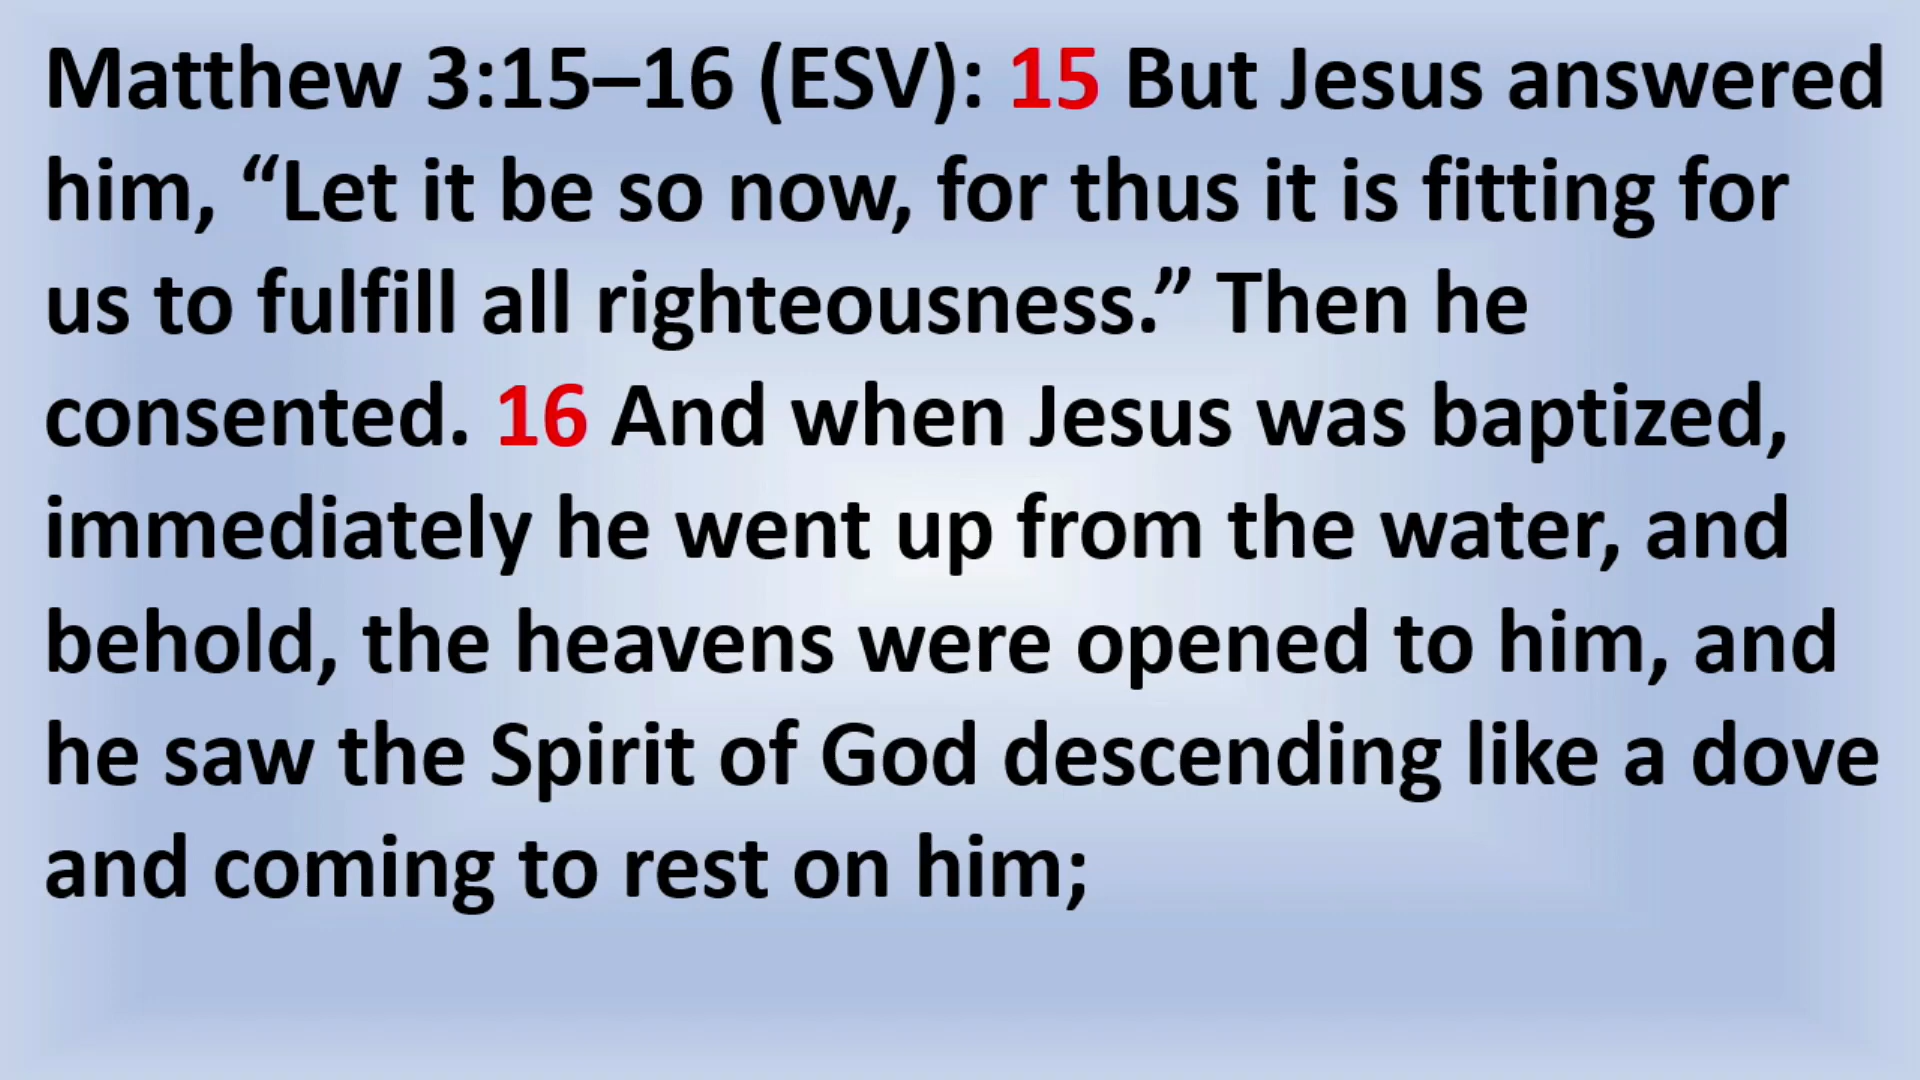 Matthew 3:15–16 (ESV): 15 But Jesus answered
him, “Let it be so now, for thus it is fitting for
us to fulfill all righteousness.” Then he
consented. 16 And when Jesus was baptized,
immediately he went up from the water, and
behold, the heavens were opened to him, and
he saw the Spirit of God descending like a dove
and coming to rest on him;